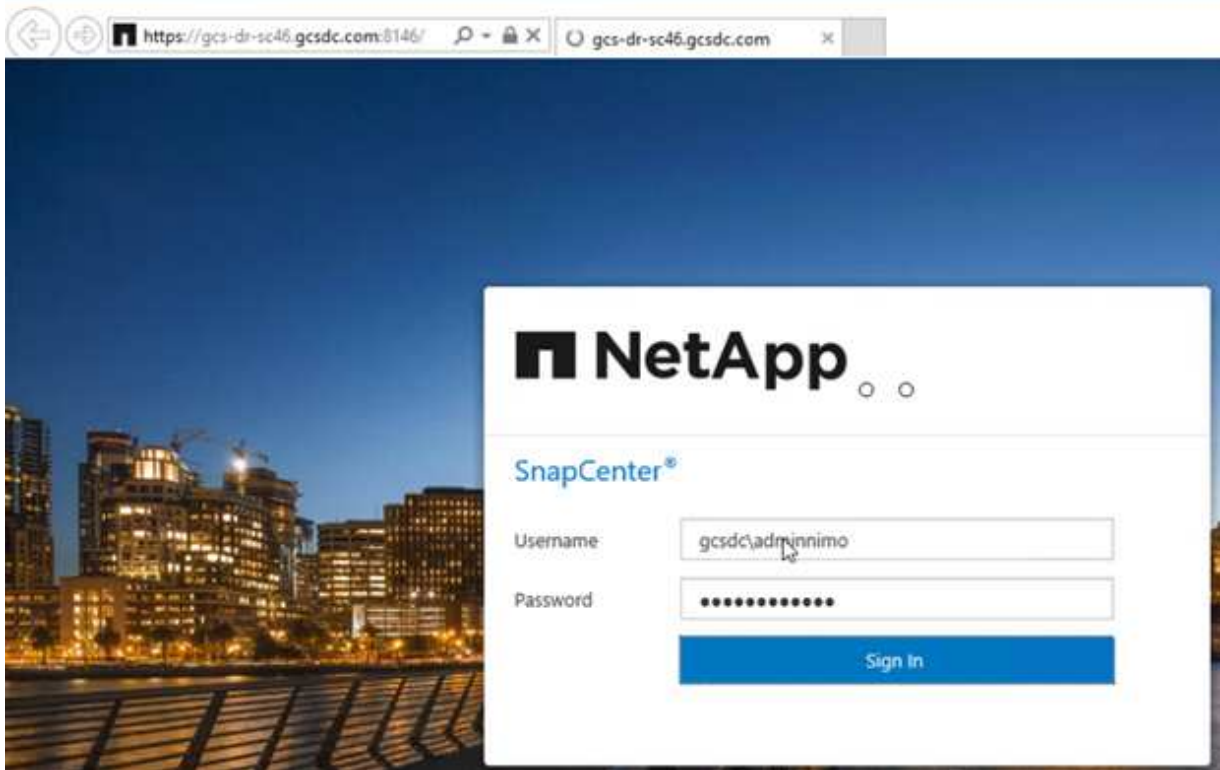 https://gcs-dr-sc46.gcsdc.com:8146/
gcs-dr-sc46.gcsdc.com
NetApp
SnapCenter®
Username gcsdc\adminnimo
Password ●●●●●●●●●●●●
Sign In